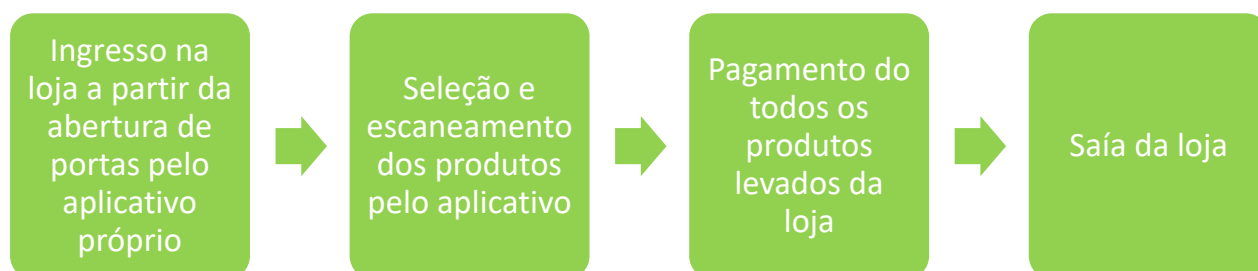 Ingresso na
loja a partir da
abertura de
portas pelo
aplicativo
próprio
Seleção e
escaneamento
dos produtos
pelo aplicativo
Pagamento do
todos os
produtos
levados da
loja
Saía da loja